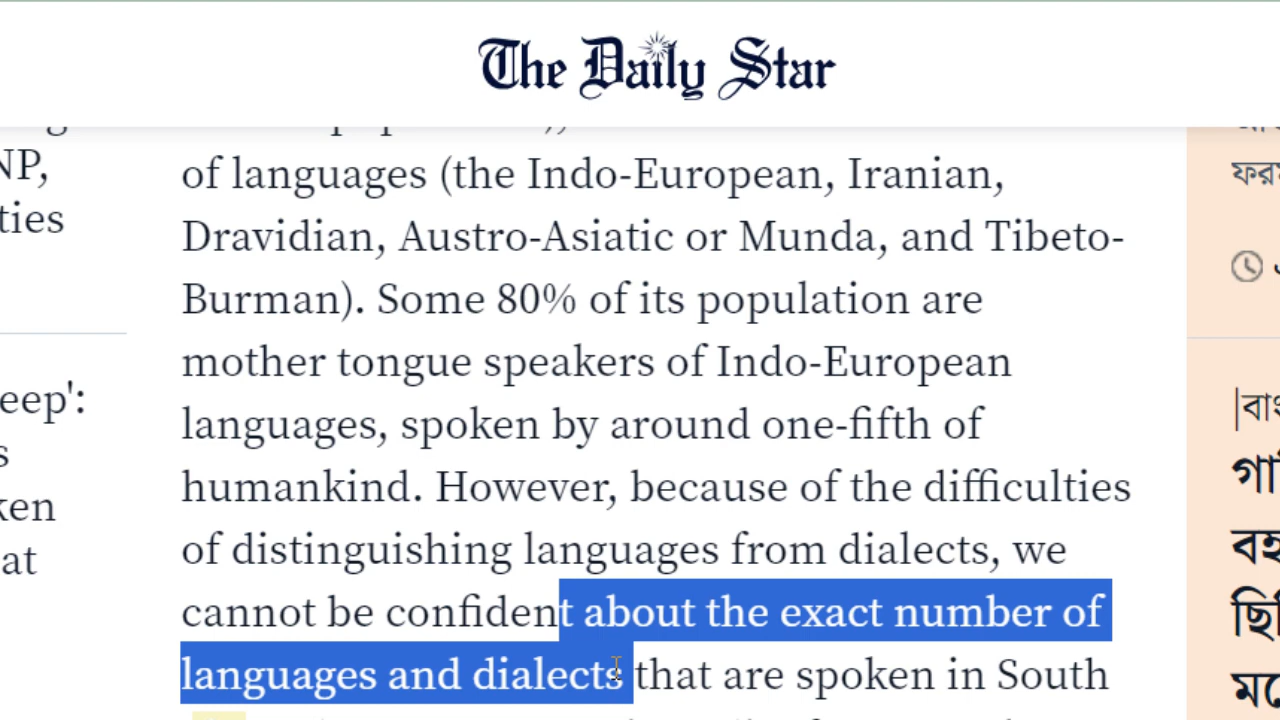 The Daily Star
NP,
ties
eep':
ken
at
of languages (the Indo-European, Iranian,
Dravidian, Austro-Asiatic or Munda, and Tibeto-
Burman). Some 80% of its population are
mother tongue speakers of Indo-European
languages, spoken by around one-fifth of
humankind. However, because of the difficulties
of distinguishing languages from dialects, we
cannot be confident about the exact number of
languages and dialects that are spoken in South